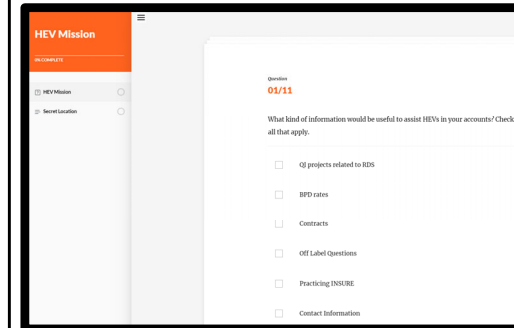 HEV Mission
0% COMPLETE
HEV Mission
Secret Location
Question
01/11
What kind of information would be useful to assist HEVs in your accounts? Check
all that apply.
QI projects related to RDS
BPD rates
Contracts
Off Label Questions
Practicing INSURE
Contact Information